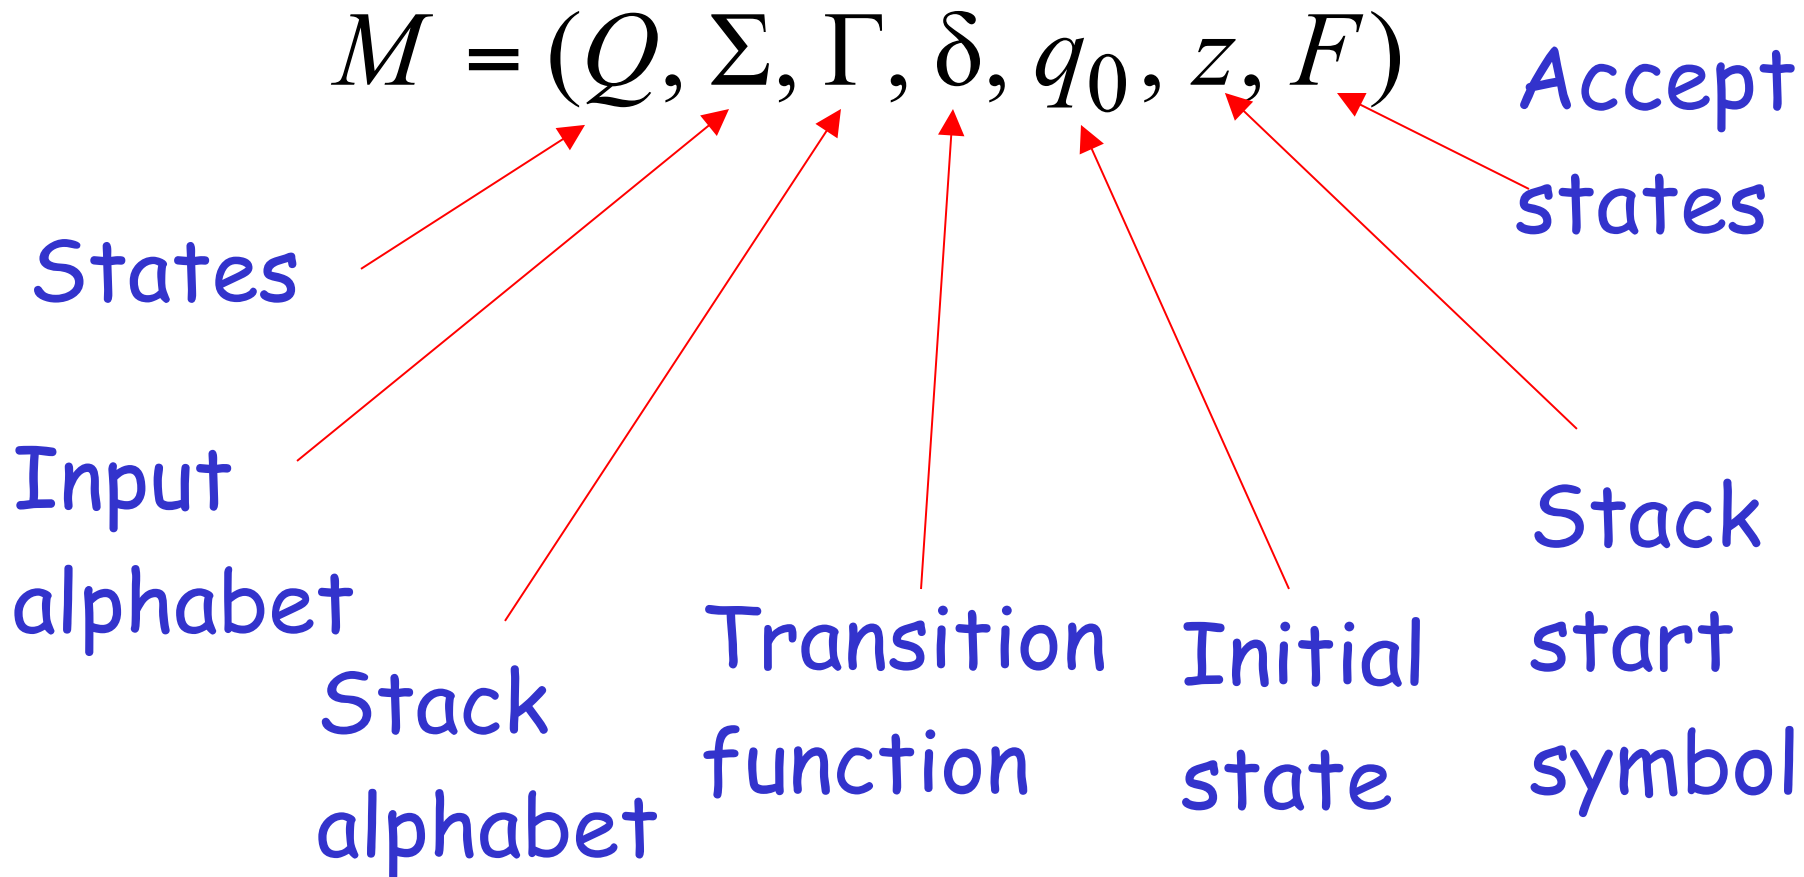 M = (Q, Σ, Γ, δ, q₀, z, F)
Accept
states
States
Input
alphabet
Stack
alphabet
Transition
function
Initial
state
Stack
start
symbol